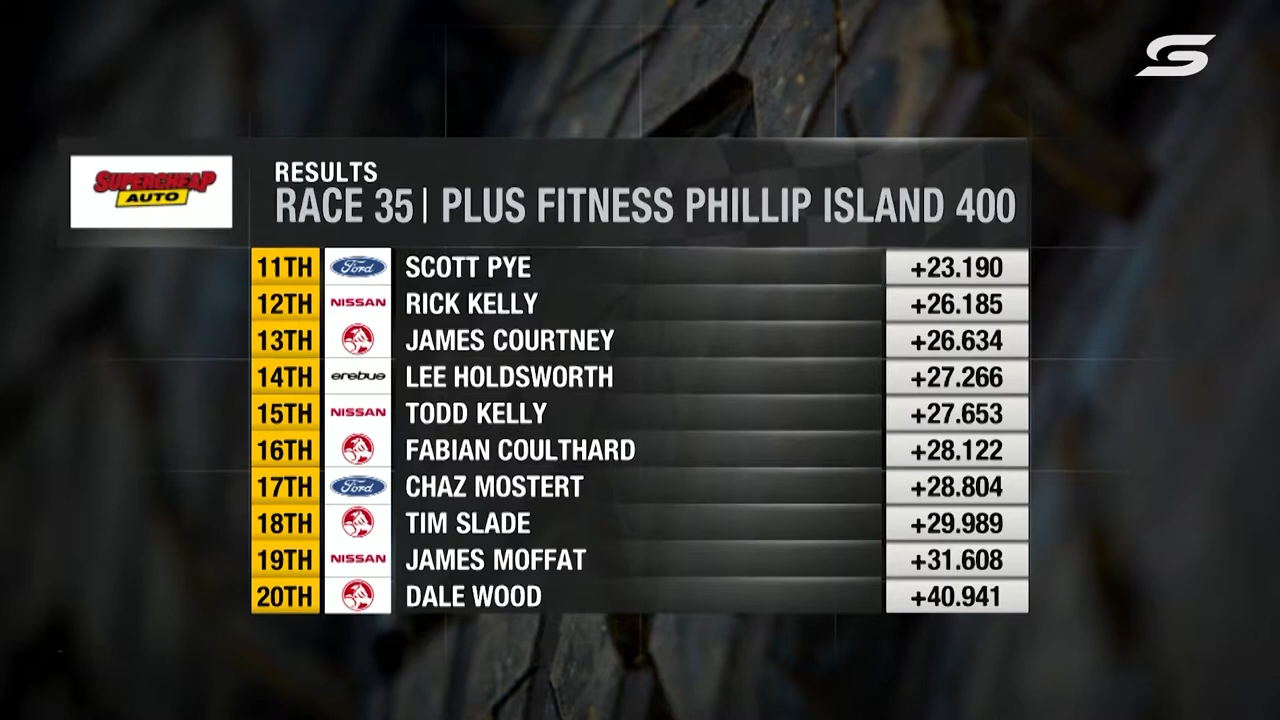 SUPERCHEAP
AUTO
RESULTS
RACE 35 | PLUS FITNESS PHILLIP ISLAND 400
11TH Ford SCOTT PYE +23.190
12TH NISSAN RICK KELLY +26.185
13TH JAMES COURTNEY +26.634
14TH erebus LEE HOLDSWORTH +27.266
15TH NISSAN TODD KELLY +27.653
16TH FABIAN COULTHARD +28.122
17TH Ford CHAZ MOSTERT +28.804
18TH TIM SLADE +29.989
19TH NISSAN JAMES MOFFAT +31.608
20TH DALE WOOD +40.941